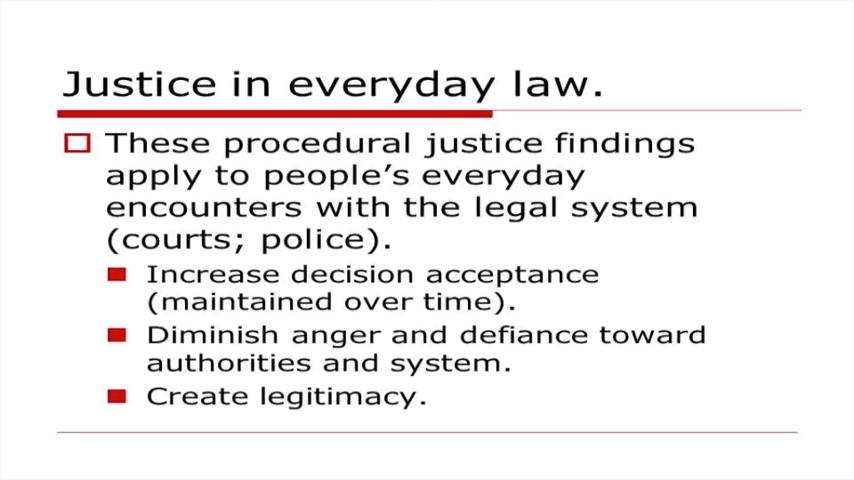 Justice in everyday law.
These procedural justice findings
apply to people’s everyday
encounters with the legal system
(courts; police).
Increase decision acceptance
(maintained over time).
Diminish anger and defiance toward
authorities and system.
Create legitimacy.